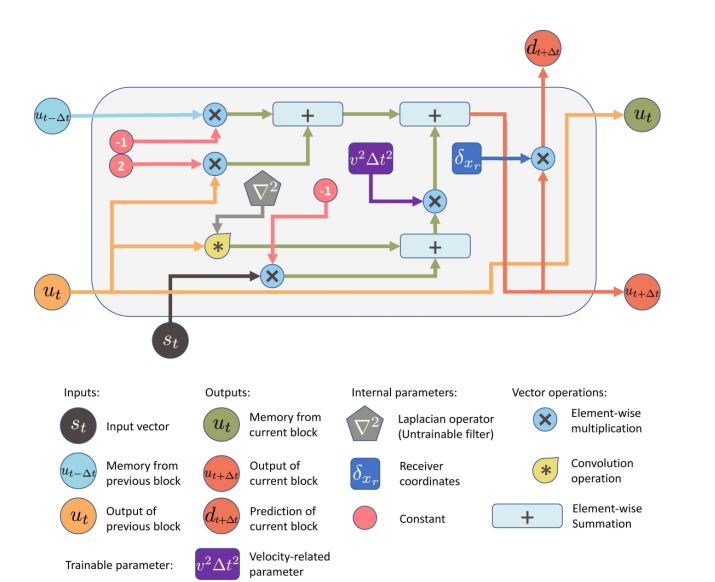 d_{t+Δt}
u_{t−Δt}
×
+
+
u_t
-1
2
×
v²Δt²
δ_{x_r}
×
∇²
-1
×
*
+
×
u_t
u_{t+Δt}
s_t
Inputs:
Outputs:
Internal parameters:
Vector operations:
s_t
Input vector
u_t
Memory from
current block
∇²
Laplacian operator
(Untrainable filter)
×
Element-wise
multiplication
u_{t−Δt}
Memory from
previous block
u_{t+Δt}
Output of
current block
δ_{x_r}
Receiver
coordinates
*
Convolution
operation
u_t
Output of
previous block
d_{t+Δt}
Prediction of
current block
Constant
+
Element-wise
Summation
Trainable parameter:
v²Δt²
Velocity-related
parameter